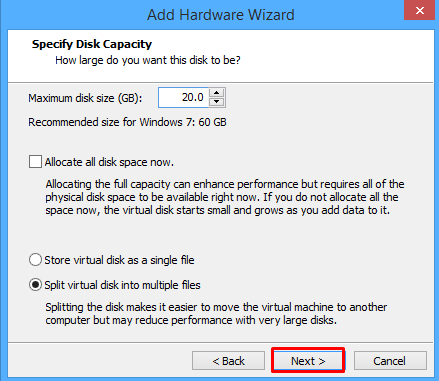 Add Hardware Wizard
Specify Disk Capacity
How large do you want this disk to be?
Maximum disk size (GB): 20.0
Recommended size for Windows 7: 60 GB
Allocate all disk space now.
Allocating the full capacity can enhance performance but requires all of the
physical disk space to be available right now. If you do not allocate all the
space now, the virtual disk starts small and grows as you add data to it.
Store virtual disk as a single file
Split virtual disk into multiple files
Splitting the disk makes it easier to move the virtual machine to another
computer but may reduce performance with very large disks.
< Back Next > Cancel